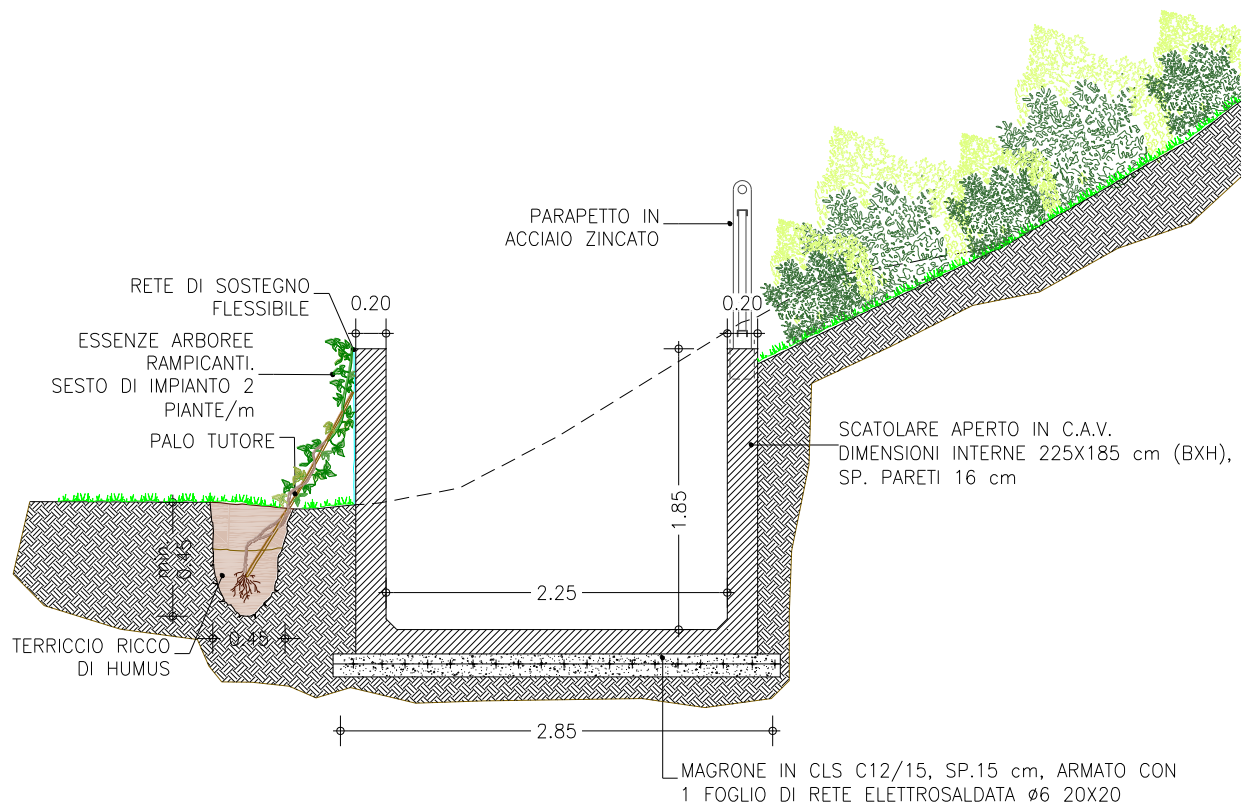 PARAPETTO IN
ACCIAIO ZINCATO
RETE DI SOSTEGNO
FLESSIBILE
0.20
0.20
ESSENZE ARBOREE
RAMPICANTI.
SESTO DI IMPIANTO 2
PIANTE/m
PALO TUTORE
SCATOLARE APERTO IN C.A.V.
DIMENSIONI INTERNE 225X185 cm (BXH),
SP. PARETI 16 cm
1.85
min
0.45
2.25
TERRICCIO RICCO
DI HUMUS
0.45
2.85
MAGRONE IN CLS C12/15, SP.15 cm, ARMATO CON
1 FOGLIO DI RETE ELETTROSALDATA ø6 20X20